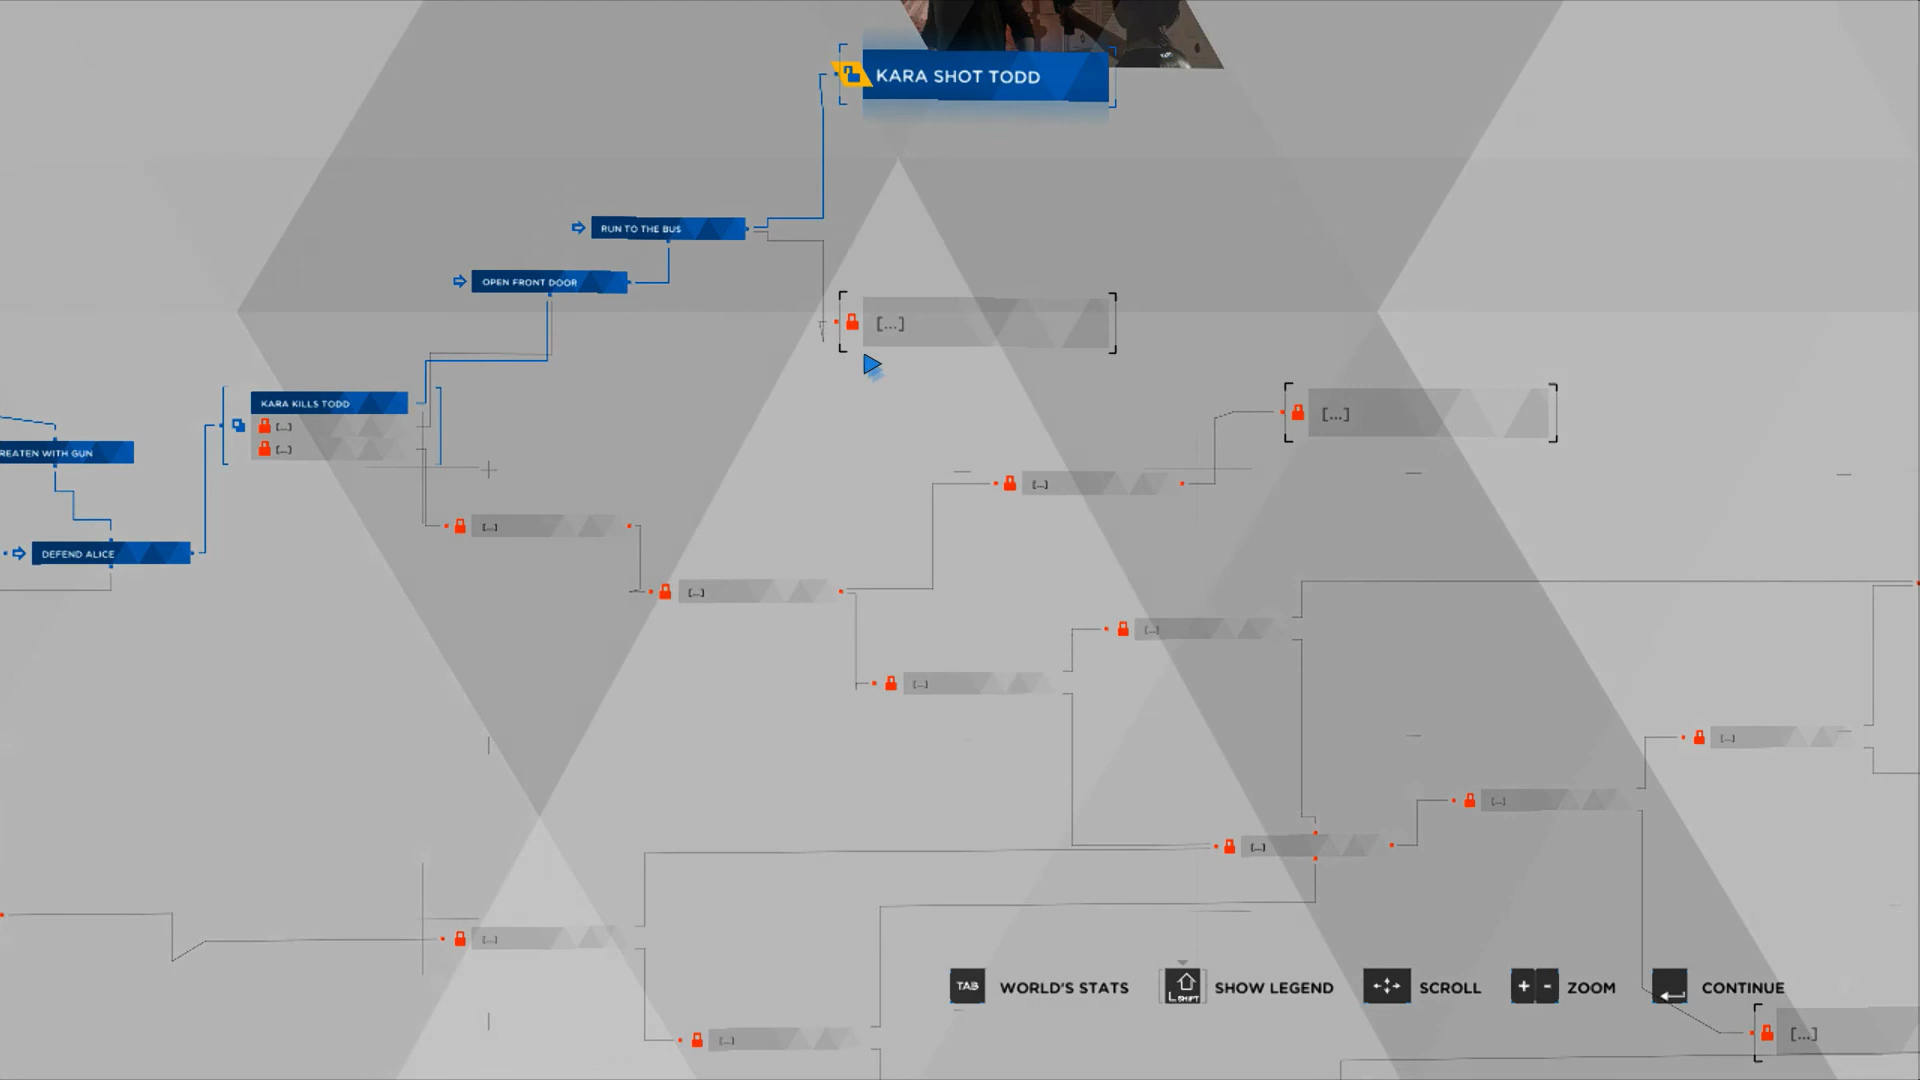 KARA SHOT TODD
RUN TO THE BUS
OPEN FRONT DOOR
[...]
KARA KILLS TODD
[...]
[...]
[...]
REATEN WITH GUN
[...]
[...]
DEFEND ALICE
[...]
[...]
[...]
[...]
[...]
[...]
[...]
TAB WORLD'S STATS
L SHIFT SHOW LEGEND
SCROLL
+ - ZOOM
CONTINUE
[...]
[...]